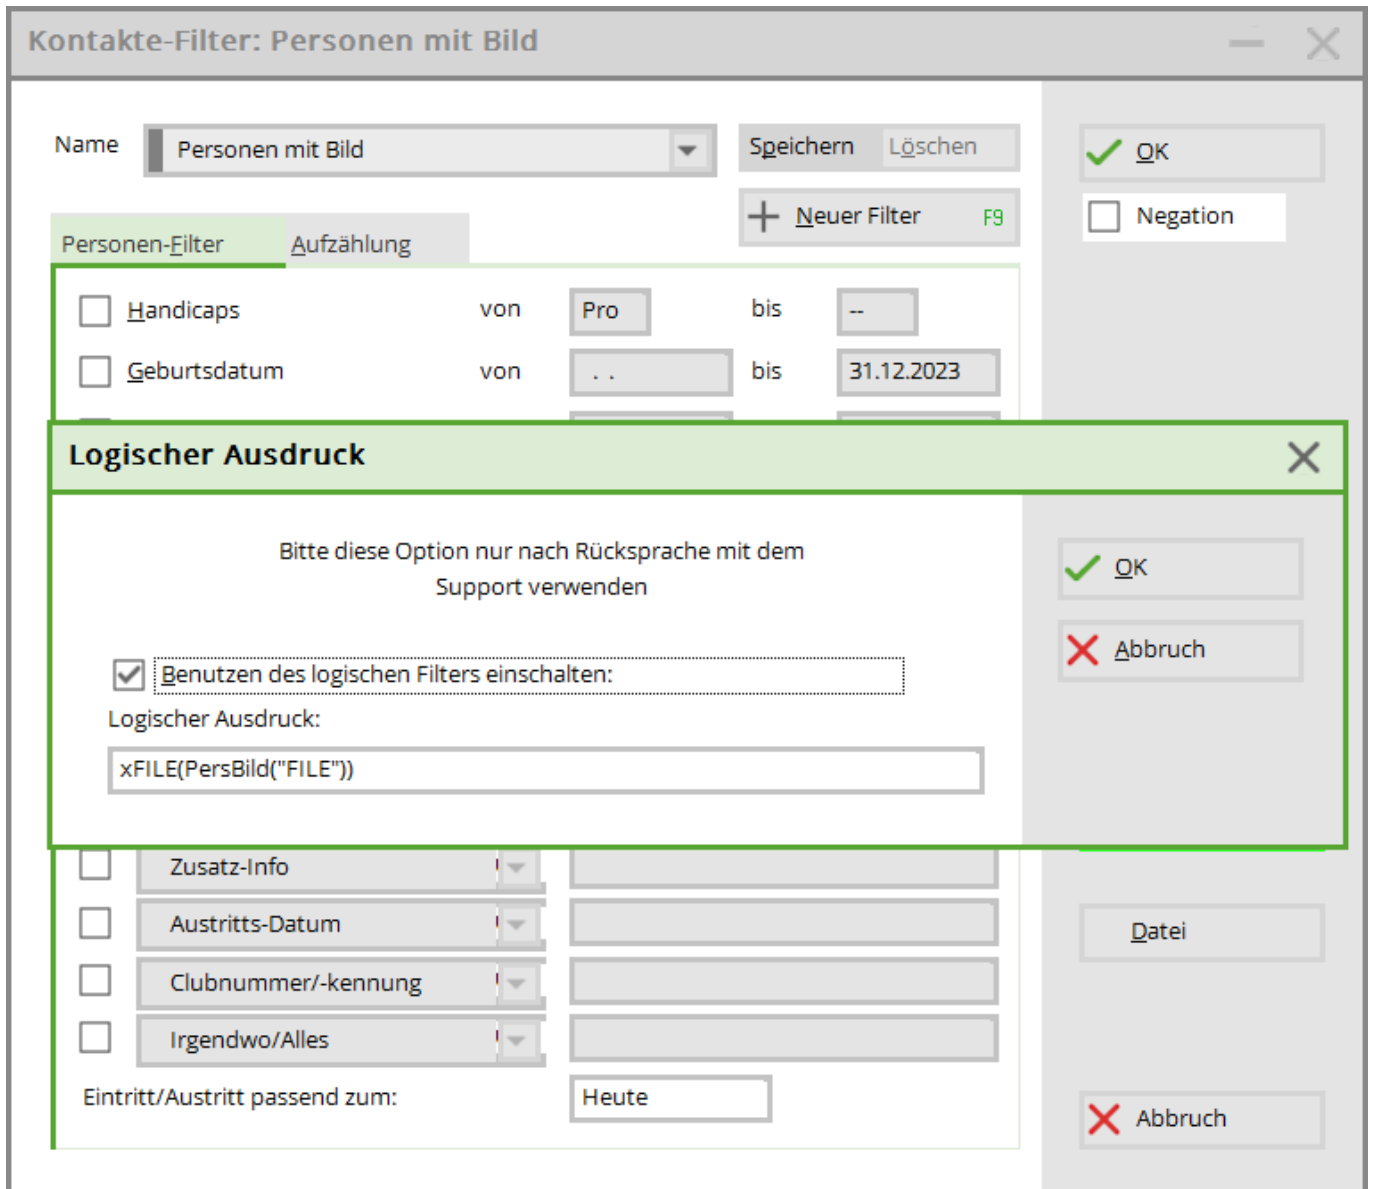 Kontakte-Filter: Personen mit Bild
Name Personen mit Bild Speichern Löschen OK
Neuer Filter F9 Negation
Personen-Filter Aufzählung
Handicaps von Pro bis --
Geburtsdatum von . . bis 31.12.2023
Logischer Ausdruck
Bitte diese Option nur nach Rücksprache mit dem
Support verwenden
OK
Abbruch
Benutzen des logischen Filters einschalten:
Logischer Ausdruck:
xFILE(PersBild("FILE"))
Zusatz-Info
Austritts-Datum Datei
Clubnummer/-kennung
Irgendwo/Alles
Eintritt/Austritt passend zum: Heute
Abbruch